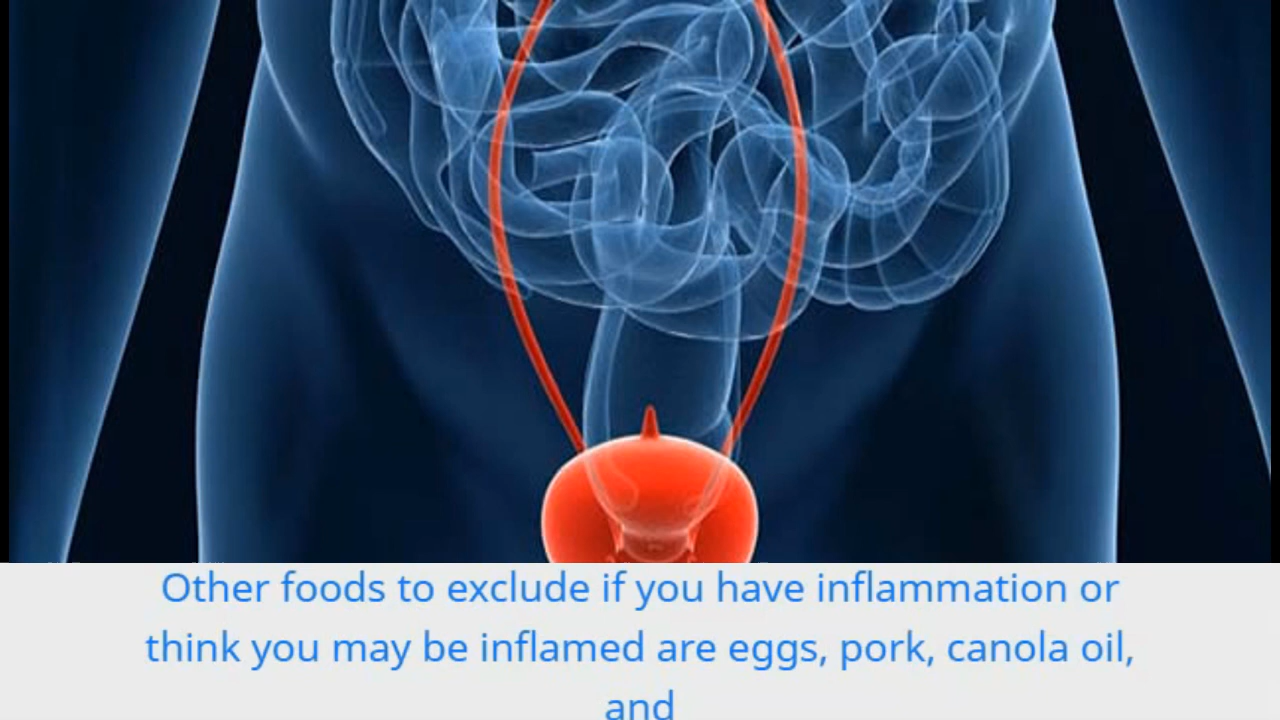 Other foods to exclude if you have inflammation or
think you may be inflamed are eggs, pork, canola oil,
and